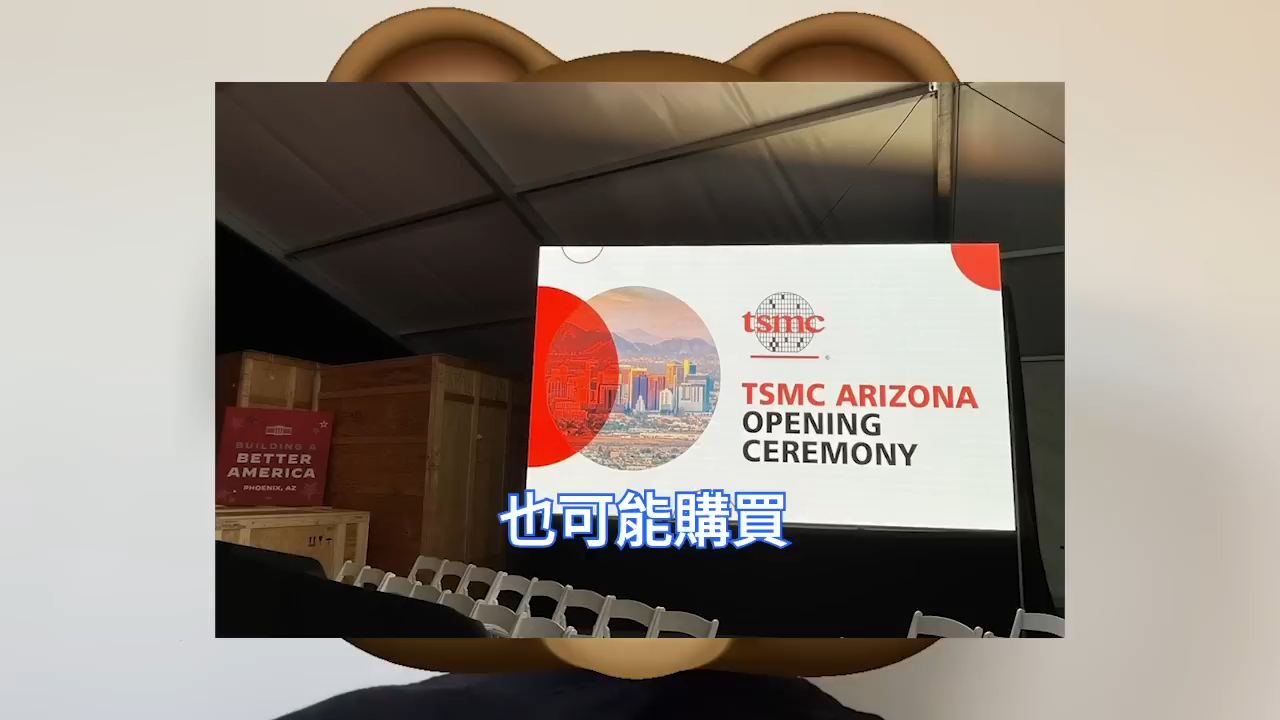 tsmc
TSMC ARIZONA
OPENING
CEREMONY
BUILDING A
BETTER
AMERICA
PHOENIX, AZ
也可能購買